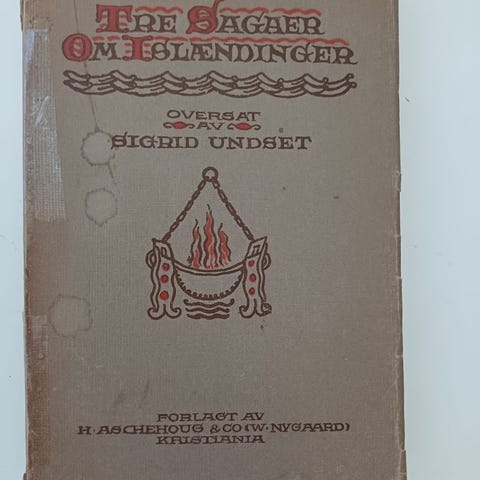 TRE SAGAER
OM ISLÆNDINGER
OVERSAT
AV
SIGRID UNDSET
FORLAGT AV
H·ASCHEHOUG & CO (W·NYGAARD)
KRISTIANIA